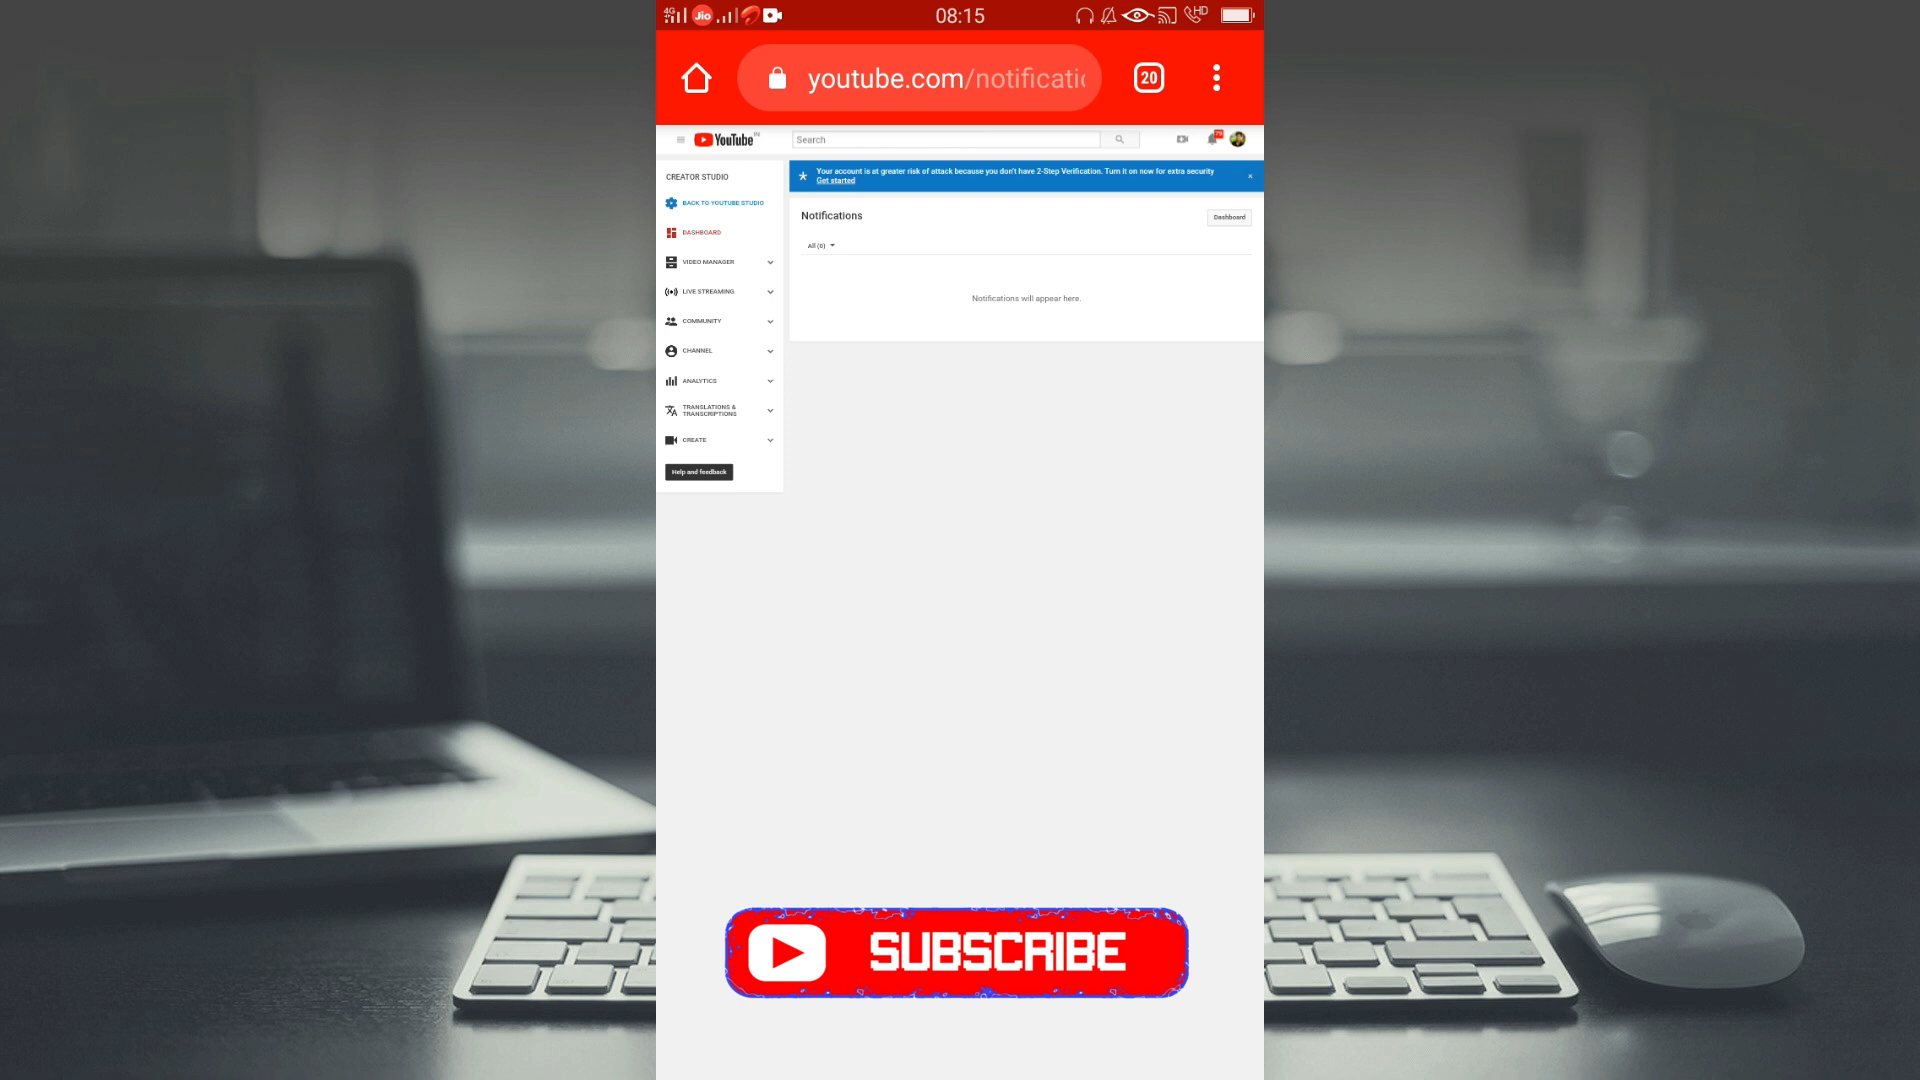 4G Jio 08:15 HD
youtube.com/notificatio
20
YouTube IN
Search
79
CREATOR STUDIO
BACK TO YOUTUBE STUDIO
DASHBOARD
VIDEO MANAGER
LIVE STREAMING
COMMUNITY
CHANNEL
ANALYTICS
TRANSLATIONS &
TRANSCRIPTIONS
CREATE
Help and feedback
Your account is at greater risk of attack because you don't have 2-Step Verification. Turn it on now for extra security
Get started
Notifications
Dashboard
All (0)
Notifications will appear here.
SUBSCRIBE